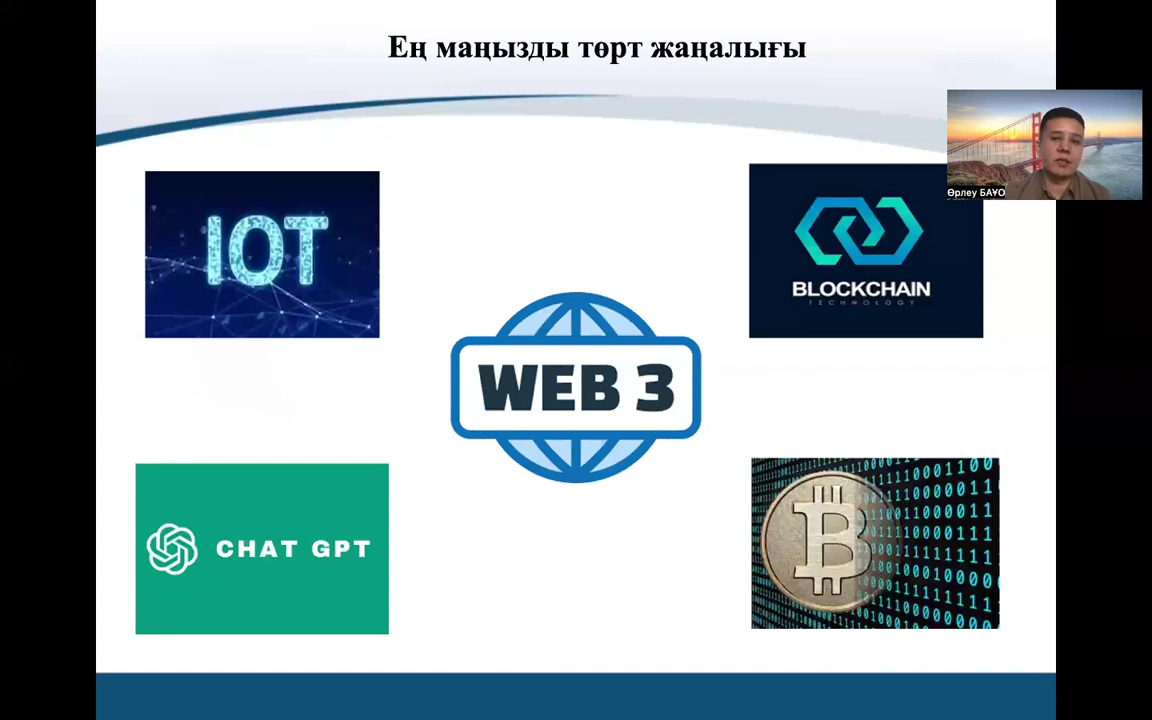 Ең маңызды төрт жаңалығы
Өрлеу БАҰО
IOT
BLOCKCHAIN
TECHNOLOGY
WEB 3
CHAT GPT